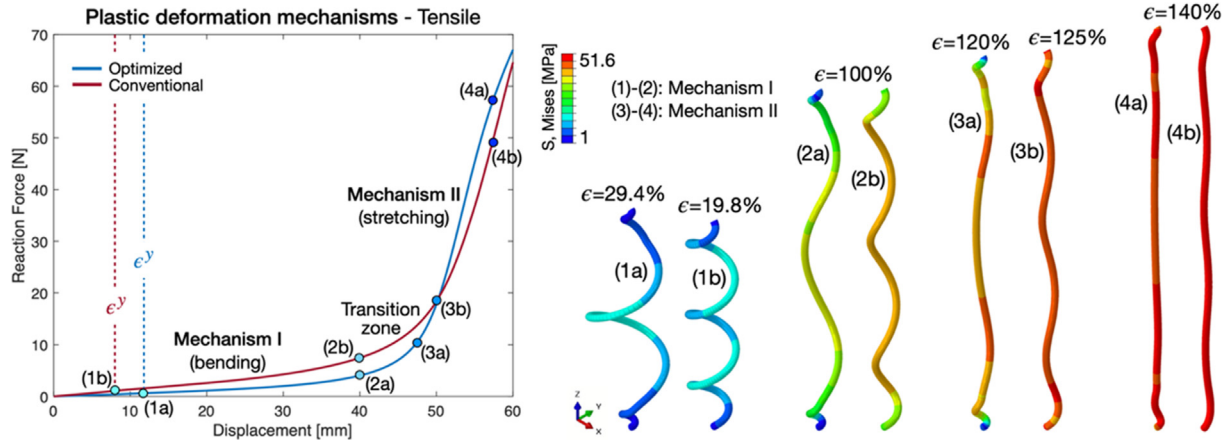 Plastic deformation mechanisms - Tensile
70
60
50
40
30
20
10
0
Reaction Force [N]
Optimized
Conventional
(4a)
(4b)
Mechanism II
(stretching)
ϵʸ
ϵʸ
Transition
zone
Mechanism I
(bending)
(3b)
(2b)
(3a)
(2a)
(1b)
(1a)
0 10 20 30 40 50 60
Displacement [mm]
S, Mises [MPa]
51.6
1
(1)-(2): Mechanism I
(3)-(4): Mechanism II
ϵ=29.4%
(1a)
ϵ=19.8%
(1b)
ϵ=100%
(2a)
(2b)
ϵ=120%
(3a)
ϵ=125%
(3b)
ϵ=140%
(4a)
(4b)
Z
Y
X